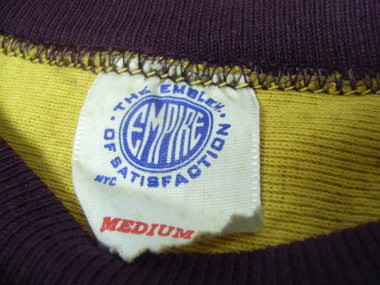 THE EMBLEM
EMPIRE
OF SATISFACTION
NYC
MEDIUM